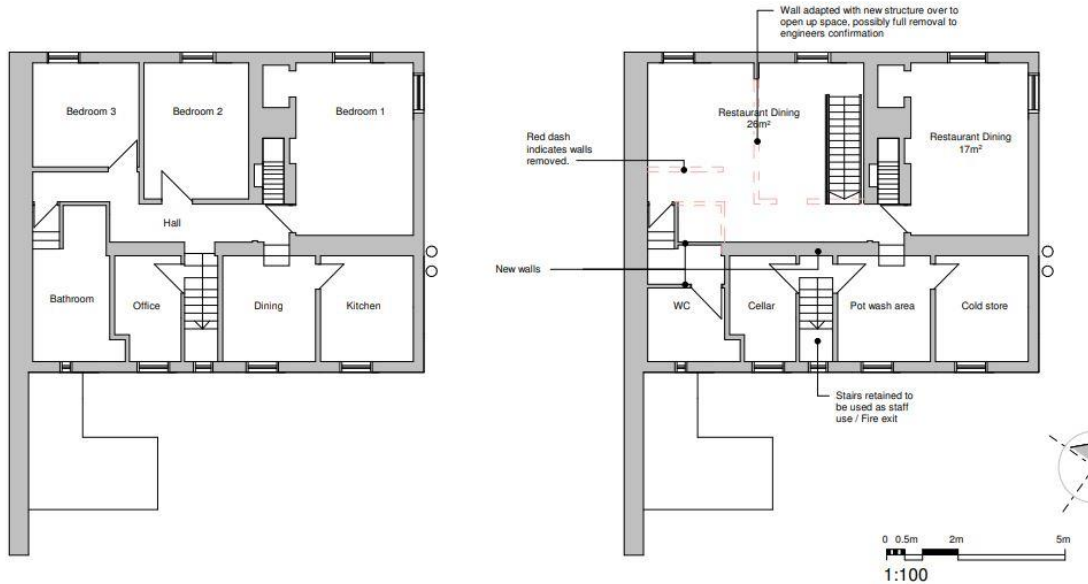 Wall adapted with new structure over to
open up space, possibly full removal to
engineers confirmation
Bedroom 3
Bedroom 2
Bedroom 1
Hall
Bathroom
Office
Dining
Kitchen
Red dash
indicates walls
removed.
Restaurant Dining
26m²
Restaurant Dining
17m²
New walls
WC
Cellar
Pot wash area
Cold store
Stairs retained to
be used as staff
use / Fire exit
0 0.5m 2m 5m
1:100